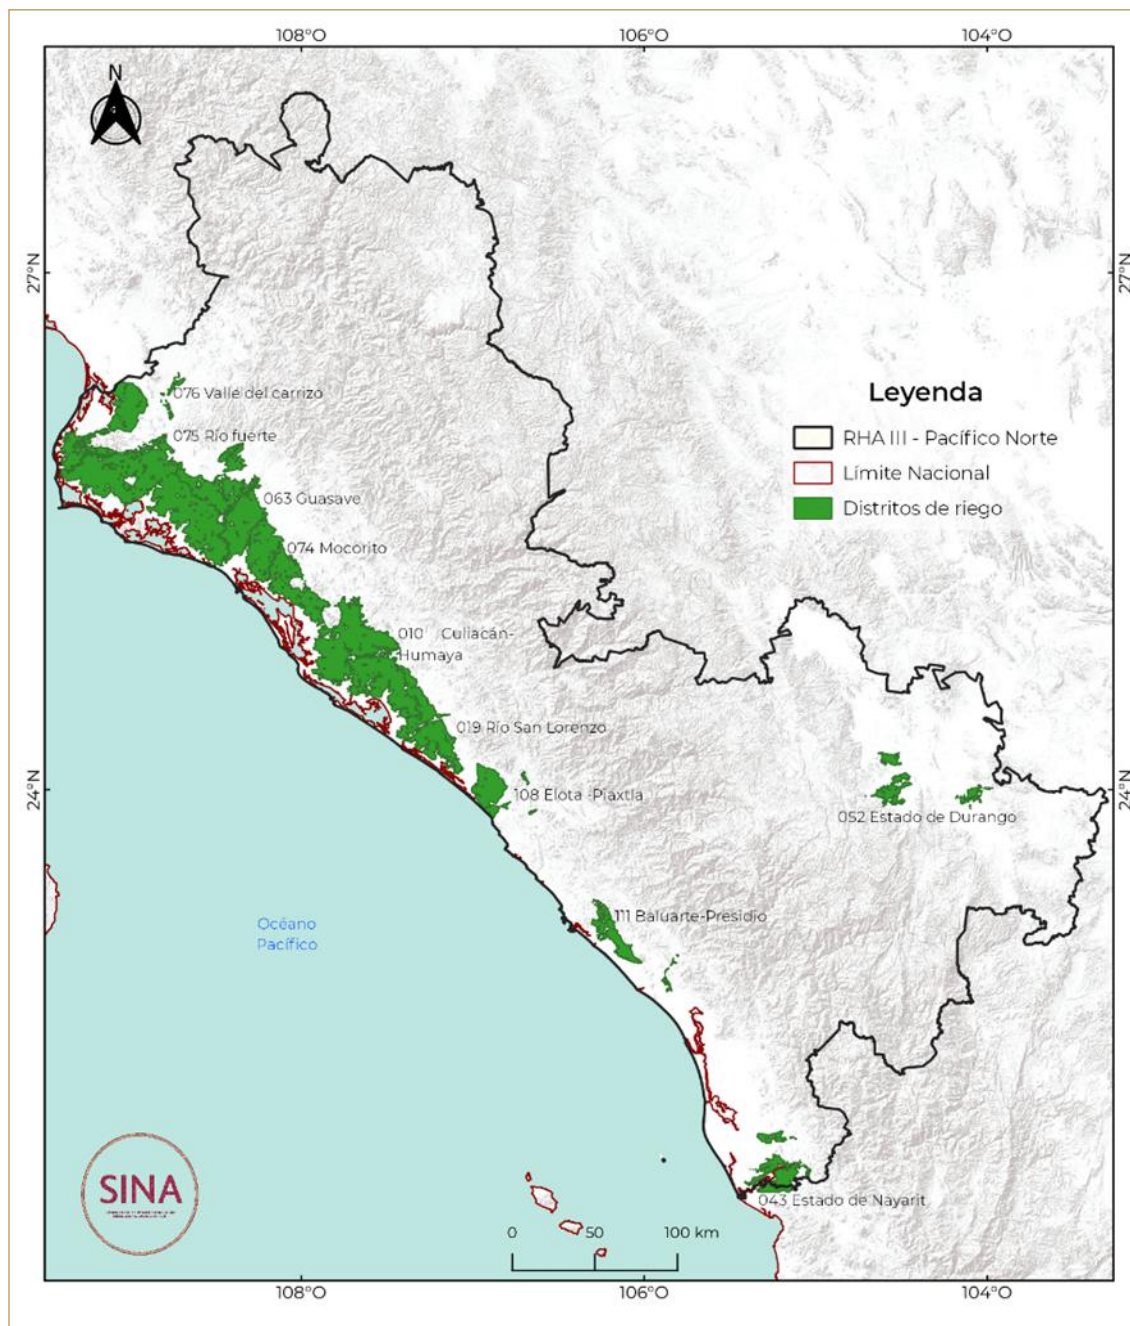 108°O 106°O 104°O
N
27°N 27°N
076 Valle del carrizo
075 Río fuerte
Leyenda
RHA III - Pacífico Norte
Límite Nacional
Distritos de riego
063 Guasave
074 Mocorito
010 Culiacán-
Humaya
019 Río San Lorenzo
24°N 24°N
108 Elota -Piaxtla
052 Estado de Durango
111 Baluarte-Presidio
Océano
Pacífico
SINA
043 Estado de Nayarit
0 50 100 km
108°O 106°O 104°O